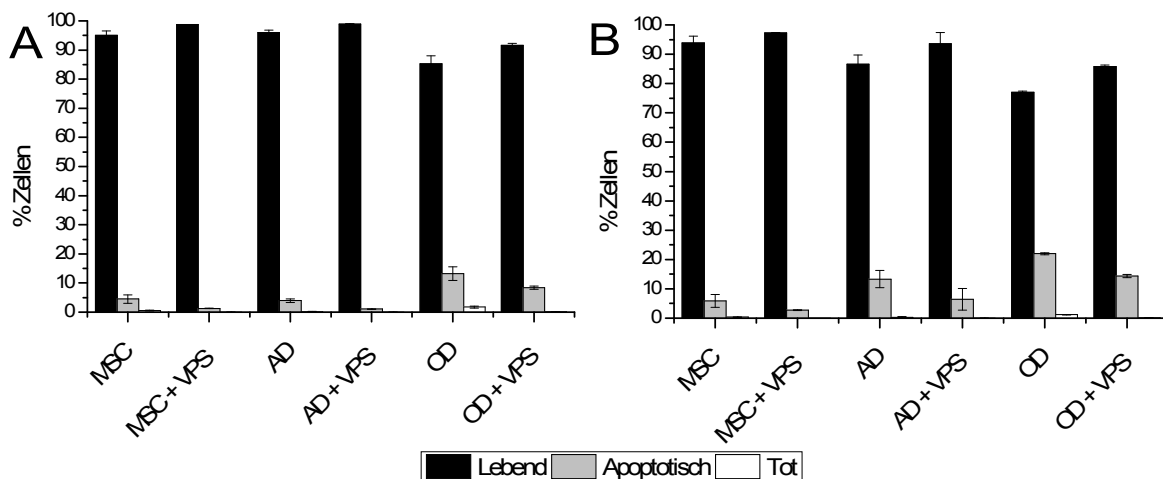 A
100
90
80
70
60
50
40
30
20
10
0
% Zellen
MSC
MSC + VPS
AD
AD + VPS
OD
OD + VPS
B
100
90
80
70
60
50
40
30
20
10
0
% Zellen
MSC
MSC + VPS
AD
AD + VPS
OD
OD + VPS
Lebend Apoptotisch Tot